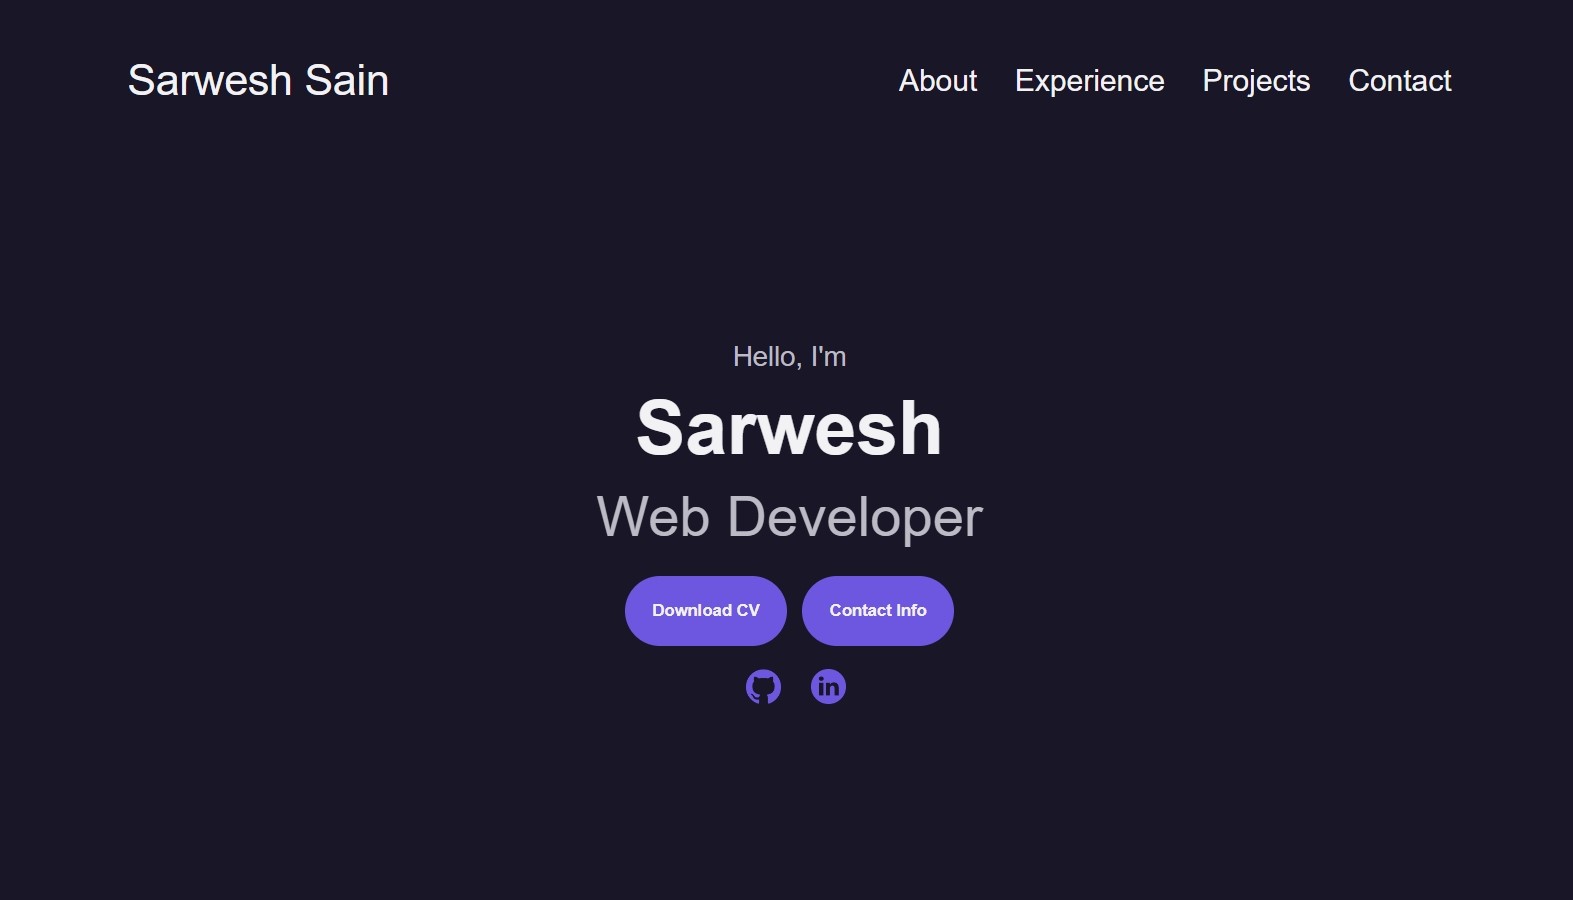 Sarwesh Sain
About Experience Projects Contact
Hello, I'm
Sarwesh
Web Developer
Download CV Contact Info
in